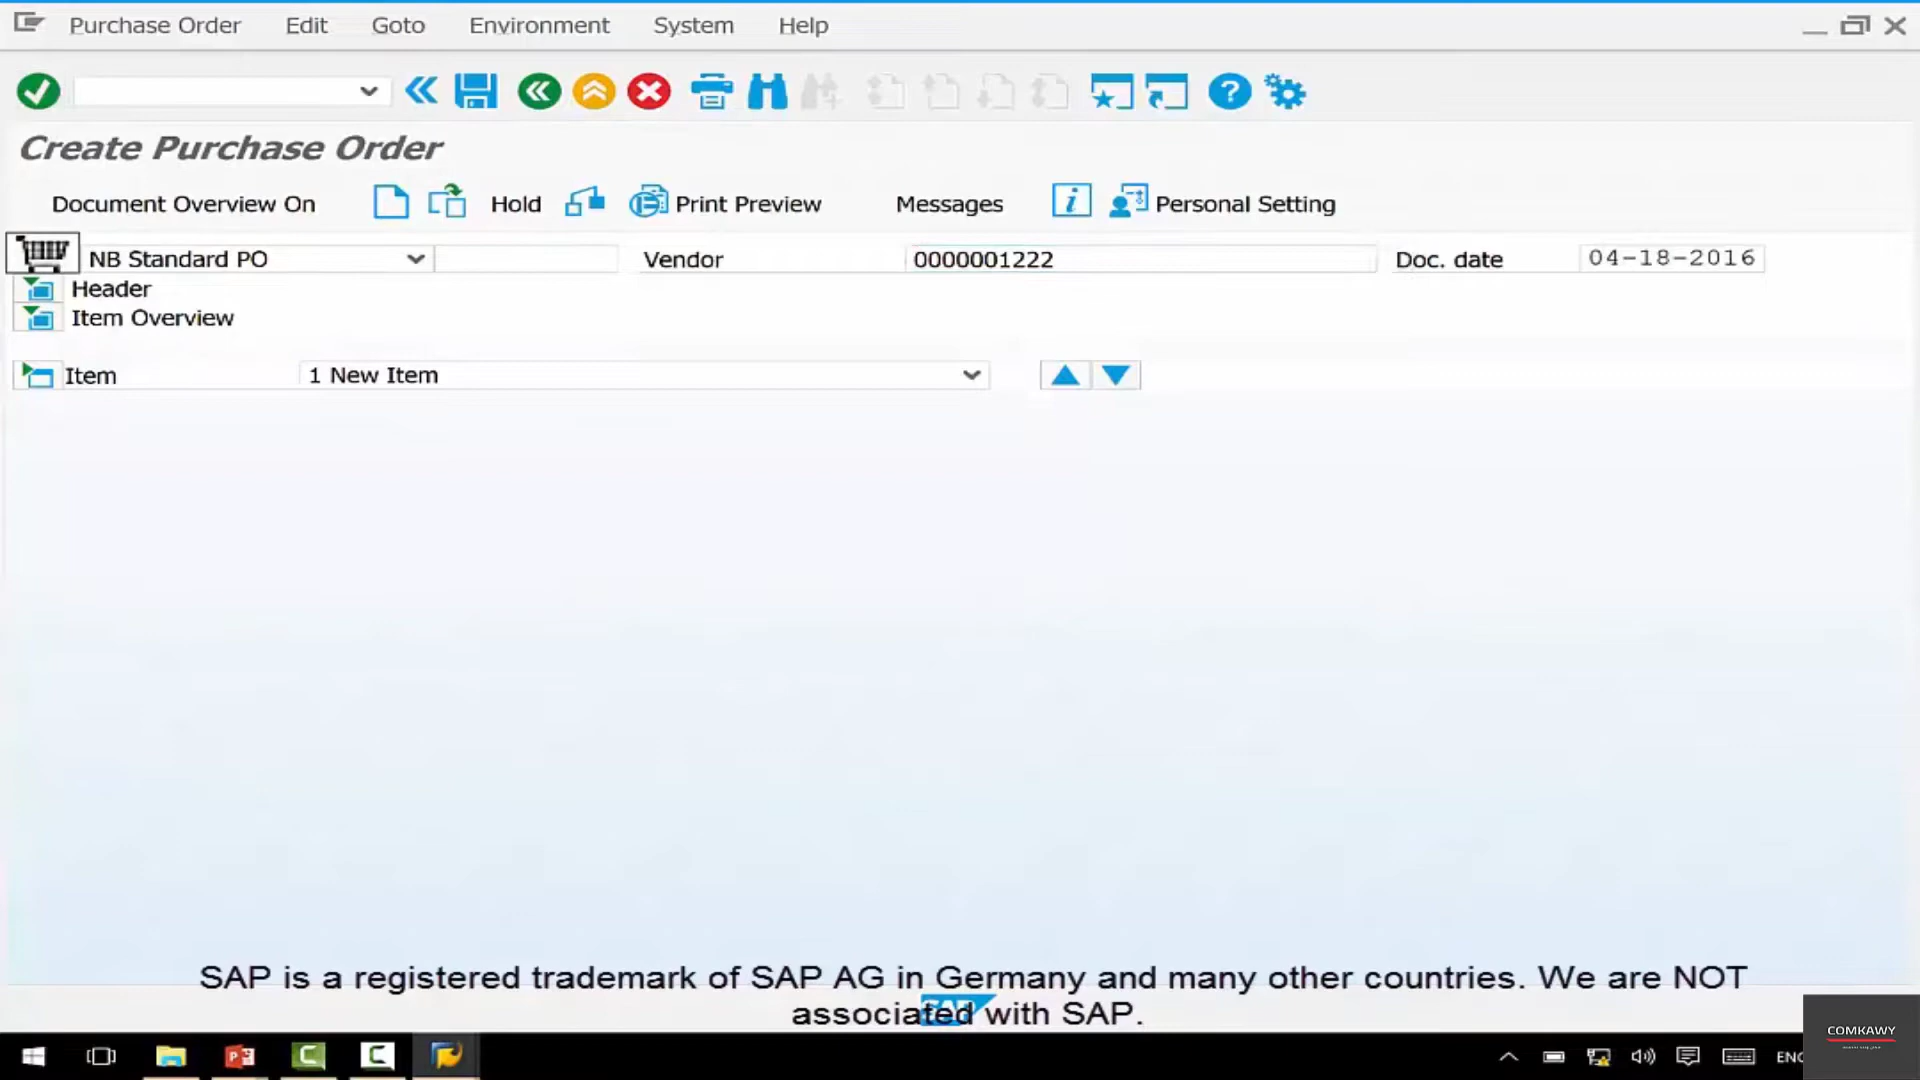 Purchase Order Edit Goto Environment System Help
Create Purchase Order
Document Overview On Hold Print Preview Messages Personal Setting
NB Standard PO Vendor 0000001222 Doc. date 04-18-2016
Header
Item Overview
Item 1 New Item
SAP is a registered trademark of SAP AG in Germany and many other countries. We are NOT
associated with SAP.
SAP
ENG
COMKAWY